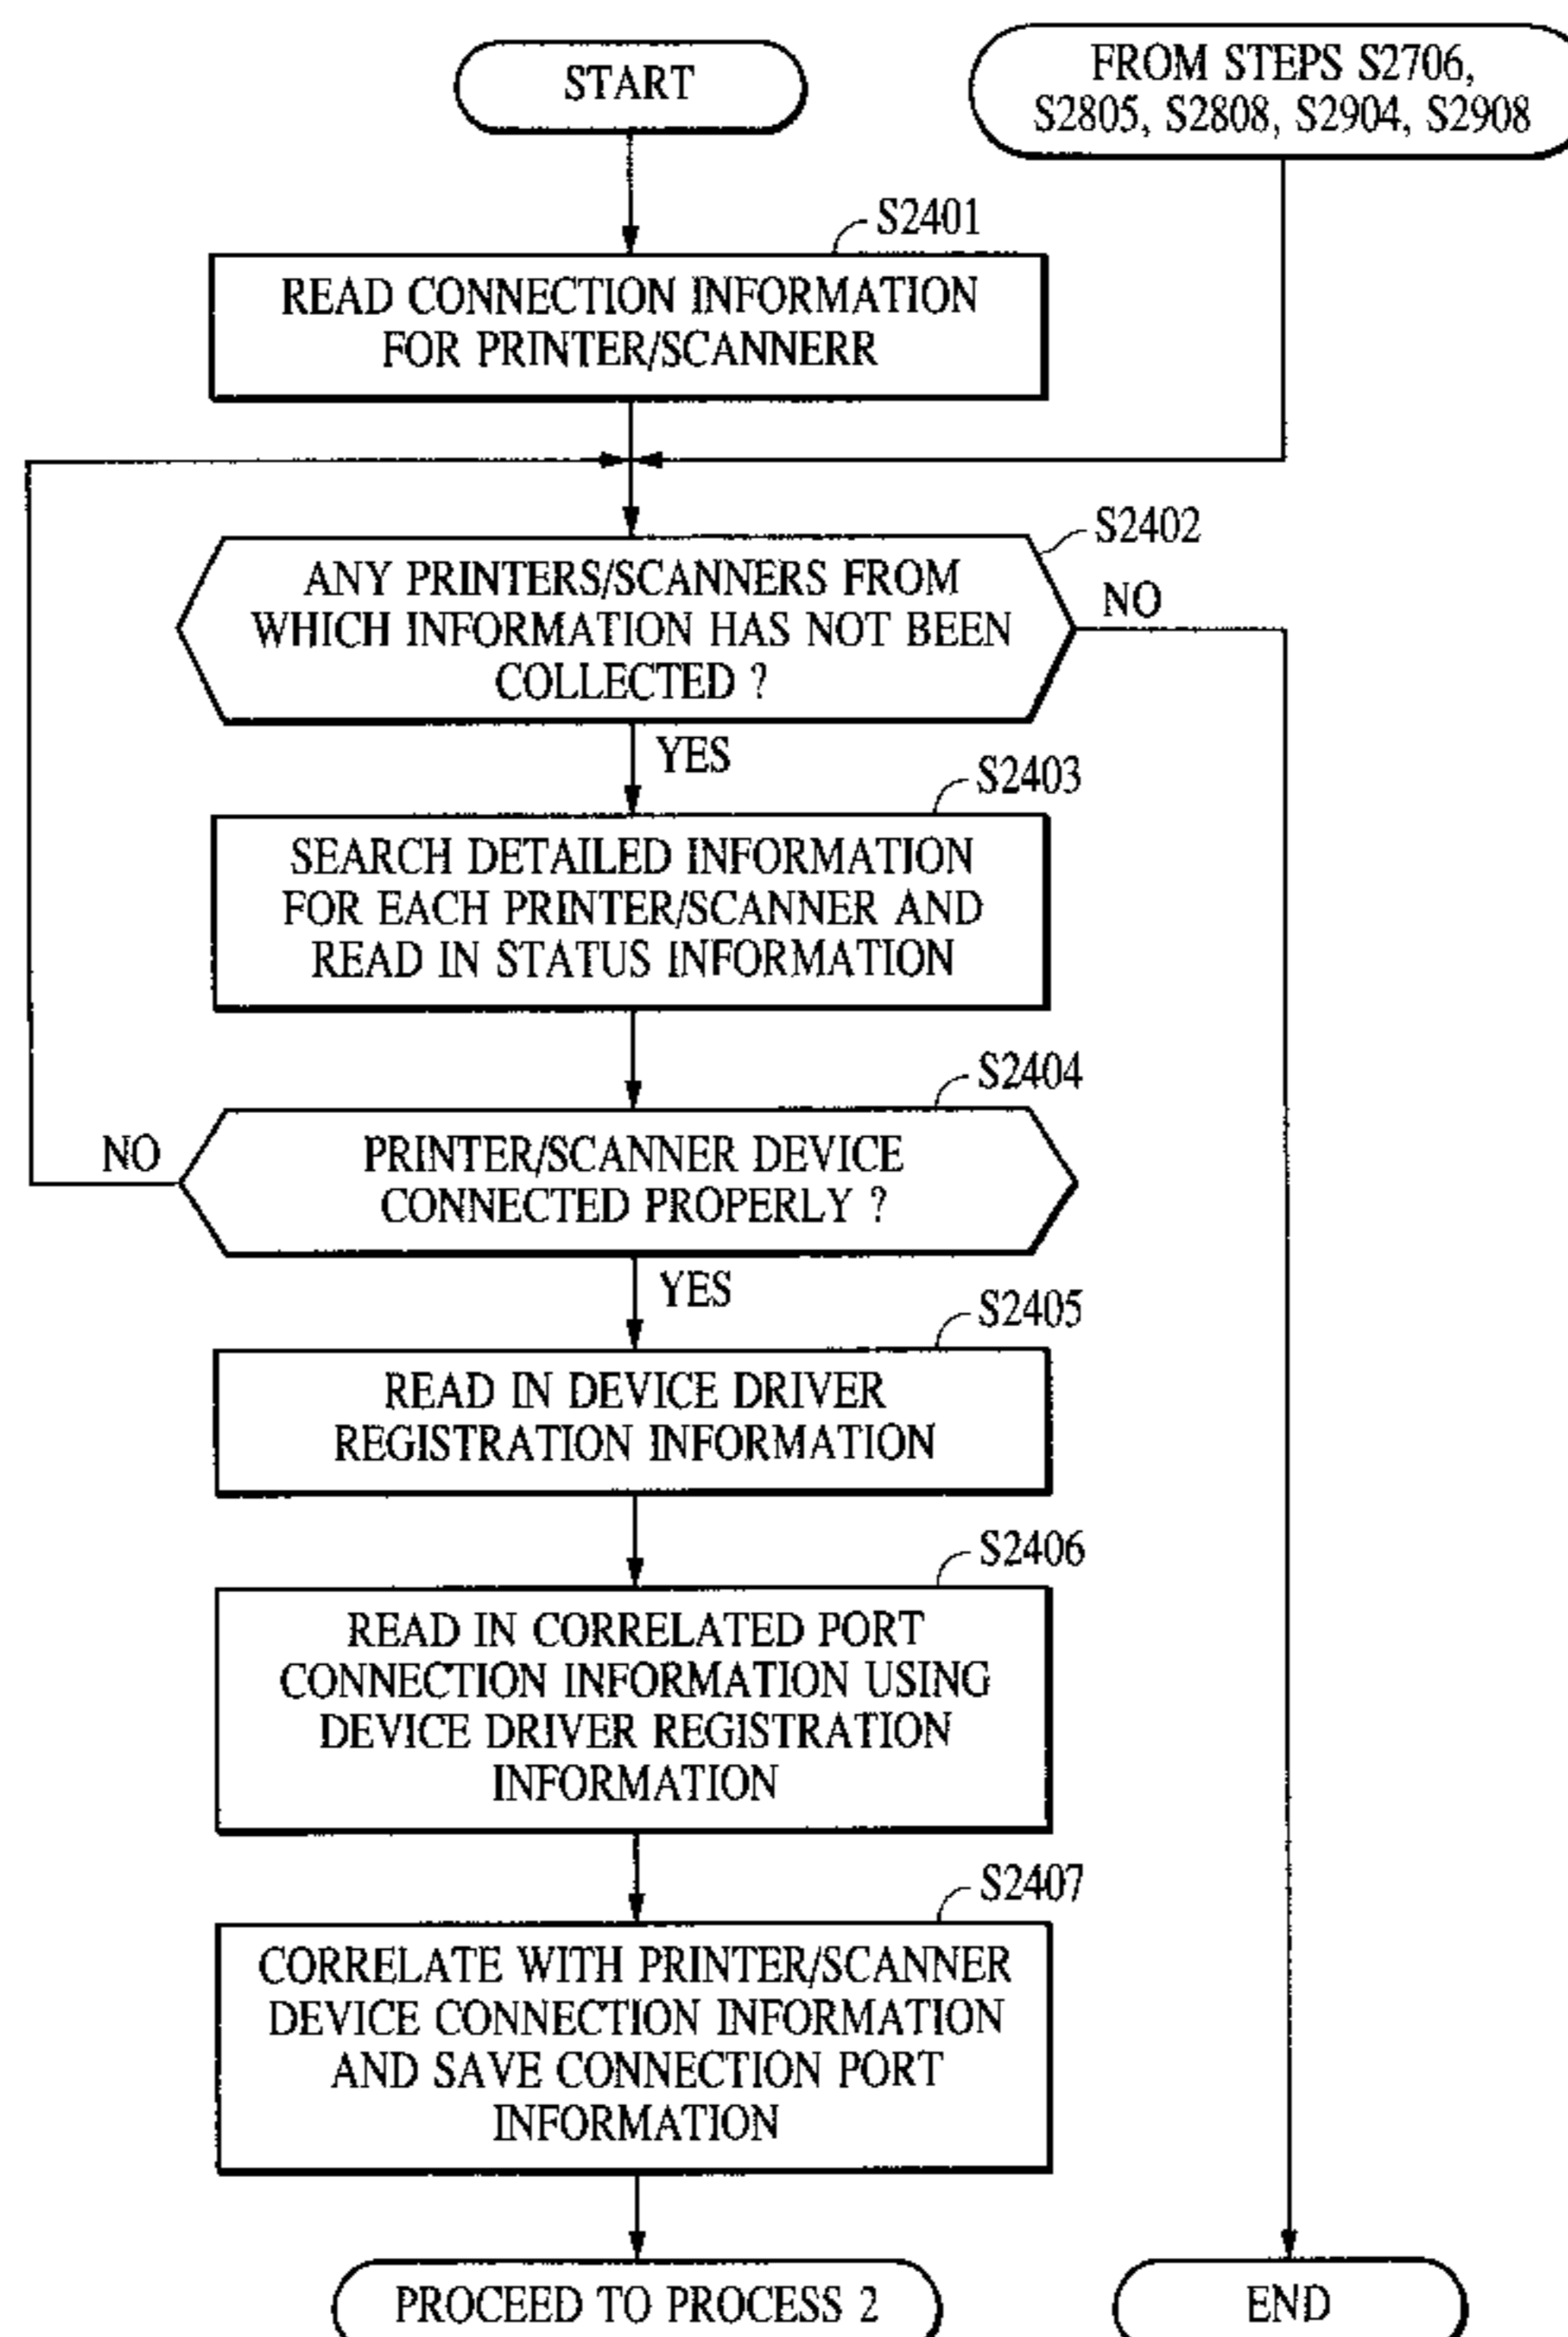 START
FROM STEPS S2706,
S2805, S2808, S2904, S2908
S2401
READ CONNECTION INFORMATION
FOR PRINTER/SCANNERR
S2402
ANY PRINTERS/SCANNERS FROM
WHICH INFORMATION HAS NOT BEEN
COLLECTED ?
NO
YES
S2403
SEARCH DETAILED INFORMATION
FOR EACH PRINTER/SCANNER AND
READ IN STATUS INFORMATION
S2404
NO
PRINTER/SCANNER DEVICE
CONNECTED PROPERLY ?
YES
S2405
READ IN DEVICE DRIVER
REGISTRATION INFORMATION
S2406
READ IN CORRELATED PORT
CONNECTION INFORMATION USING
DEVICE DRIVER REGISTRATION
INFORMATION
S2407
CORRELATE WITH PRINTER/SCANNER
DEVICE CONNECTION INFORMATION
AND SAVE CONNECTION PORT
INFORMATION
PROCEED TO PROCESS 2
END